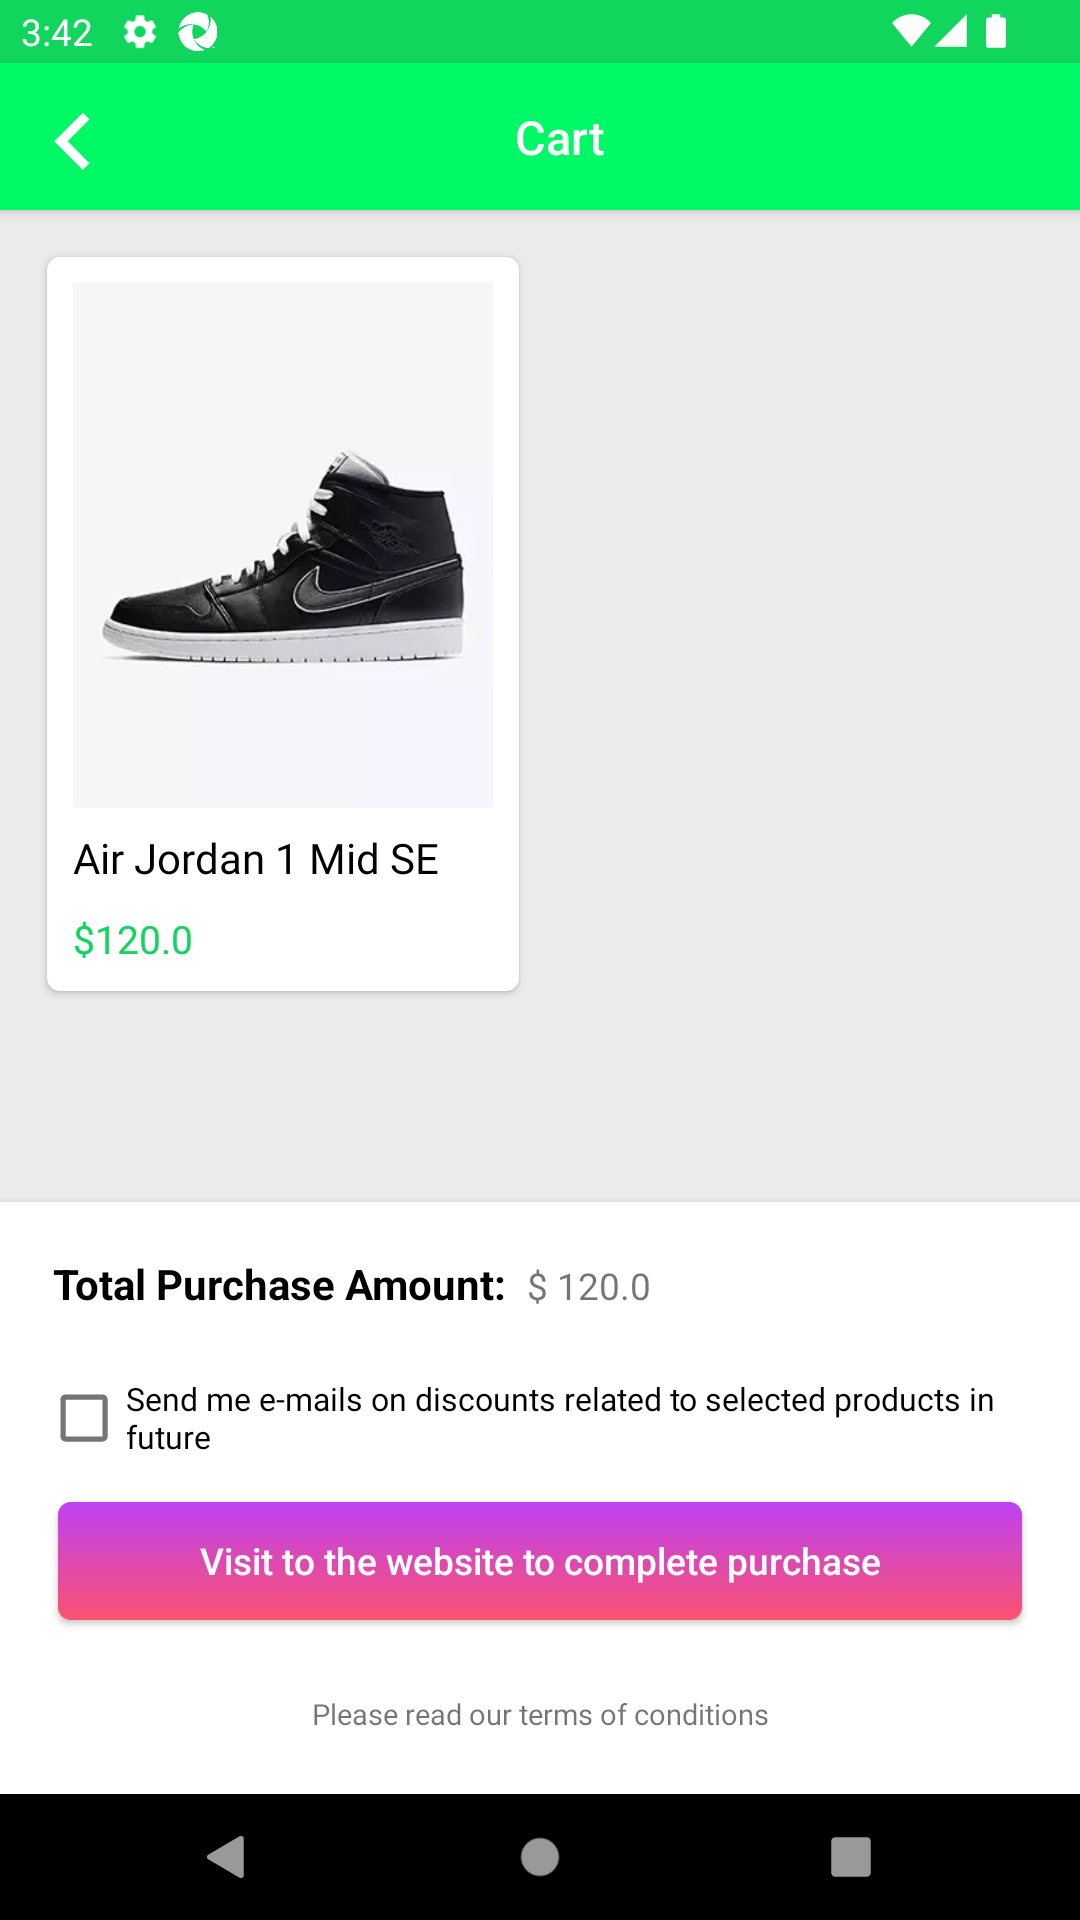 3:42
Cart
Air Jordan 1 Mid SE
$120.0
Total Purchase Amount: $ 120.0
Send me e-mails on discounts related to selected products in
future
Visit to the website to complete purchase
Please read our terms of conditions